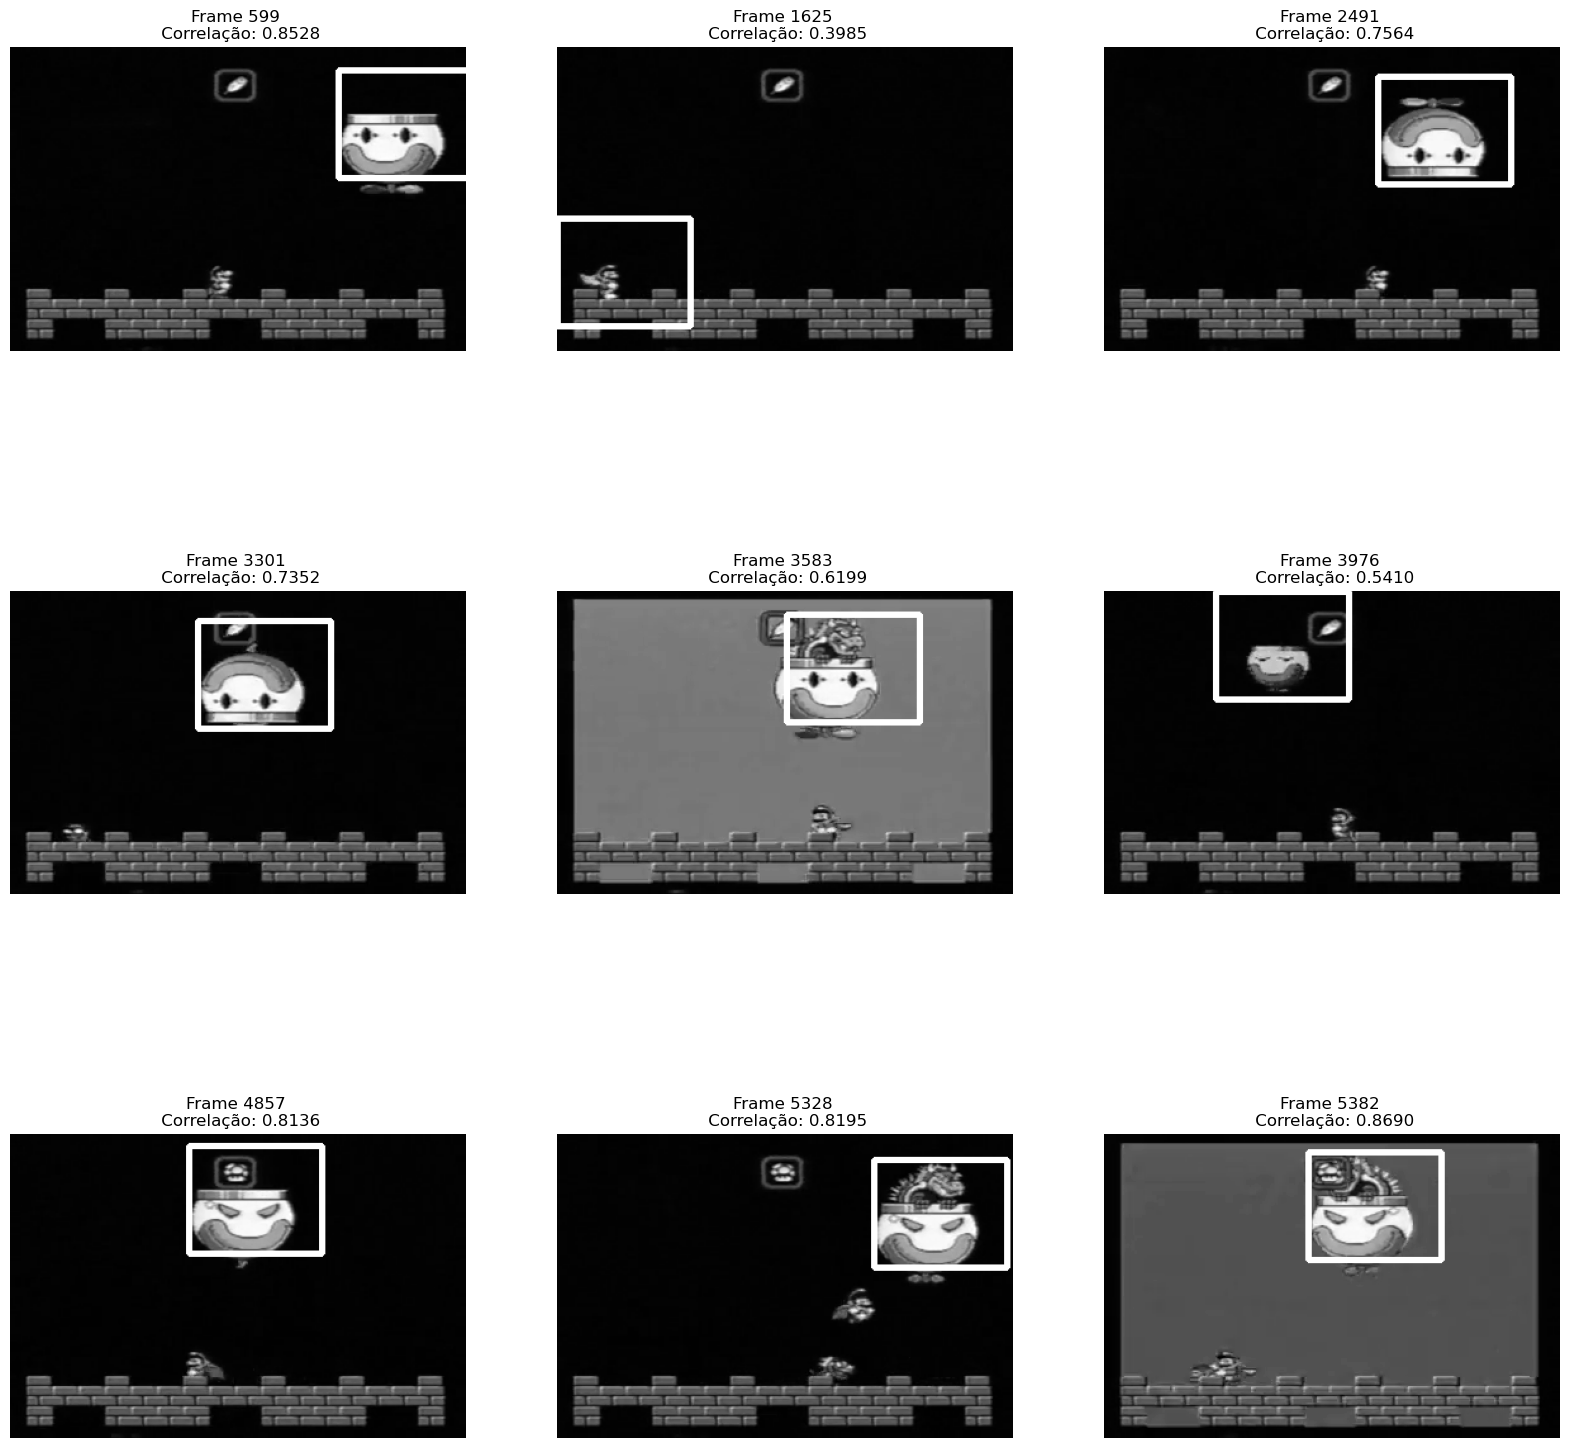 Frame 599
Correlação: 0.8528
Frame 1625
Correlação: 0.3985
Frame 2491
Correlação: 0.7564
Frame 3301
Correlação: 0.7352
Frame 3583
Correlação: 0.6199
Frame 3976
Correlação: 0.5410
Frame 4857
Correlação: 0.8136
Frame 5328
Correlação: 0.8195
Frame 5382
Correlação: 0.8690